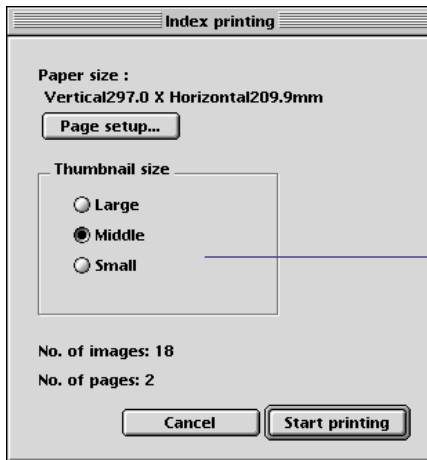 Index printing
Paper size :
Vertical297.0 X Horizontal209.9mm
Page setup...
Thumbnail size
Large
Middle
Small
No. of images: 18
No. of pages: 2
Cancel
Start printing